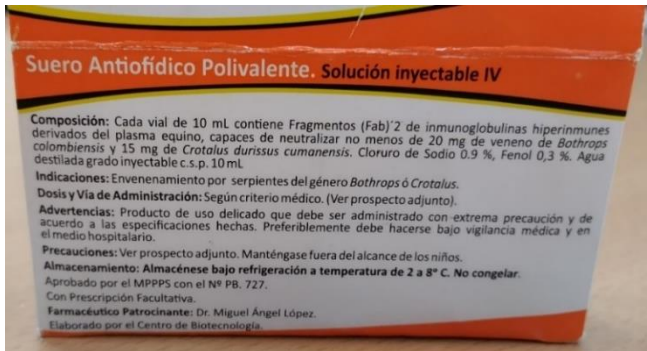 Suero Antiofídico Polivalente. Solución inyectable IV
Composición: Cada vial de 10 mL contiene Fragmentos (Fab)´2 de inmunoglobulinas hiperinmunes
derivados del plasma equino, capaces de neutralizar no menos de 20 mg de veneno de Bothrops
colombiensis y 15 mg de Crotalus durissus cumanensis. Cloruro de Sodio 0.9 %, Fenol 0,3 %. Agua
destilada grado inyectable c.s.p. 10 mL
Indicaciones: Envenenamiento por serpientes del género Bothrops ó Crotalus.
Dosis y Vía de Administración: Según criterio médico. (Ver prospecto adjunto).
Advertencias: Producto de uso delicado que debe ser administrado con extrema precaución y de
acuerdo a las especificaciones hechas. Preferiblemente debe hacerse bajo vigilancia médica y en
el medio hospitalario.
Precauciones: Ver prospecto adjunto. Manténgase fuera del alcance de los niños.
Almacenamiento: Almacénese bajo refrigeración a temperatura de 2 a 8° C. No congelar.
Aprobado por el MPPPS con el Nº PB. 727.
Con Prescripción Facultativa.
Farmacéutico Patrocinante: Dr. Miguel Ángel López.
Elaborado por el Centro de Biotecnología.